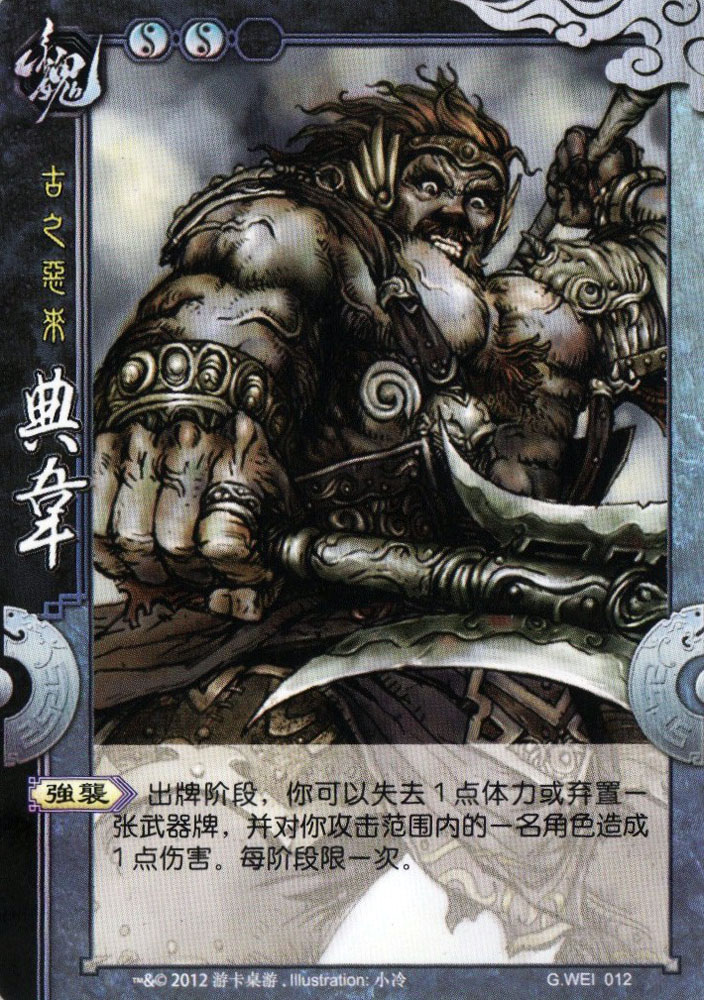 魏
古之惡來
典韋
強襲
出牌阶段，你可以失去1点体力或弃置一
张武器牌，并对你攻击范围内的一名角色造成
1点伤害。每阶段限一次。
™&© 2012 游卡桌游 . Illustration: 小冷
G.WEI 012